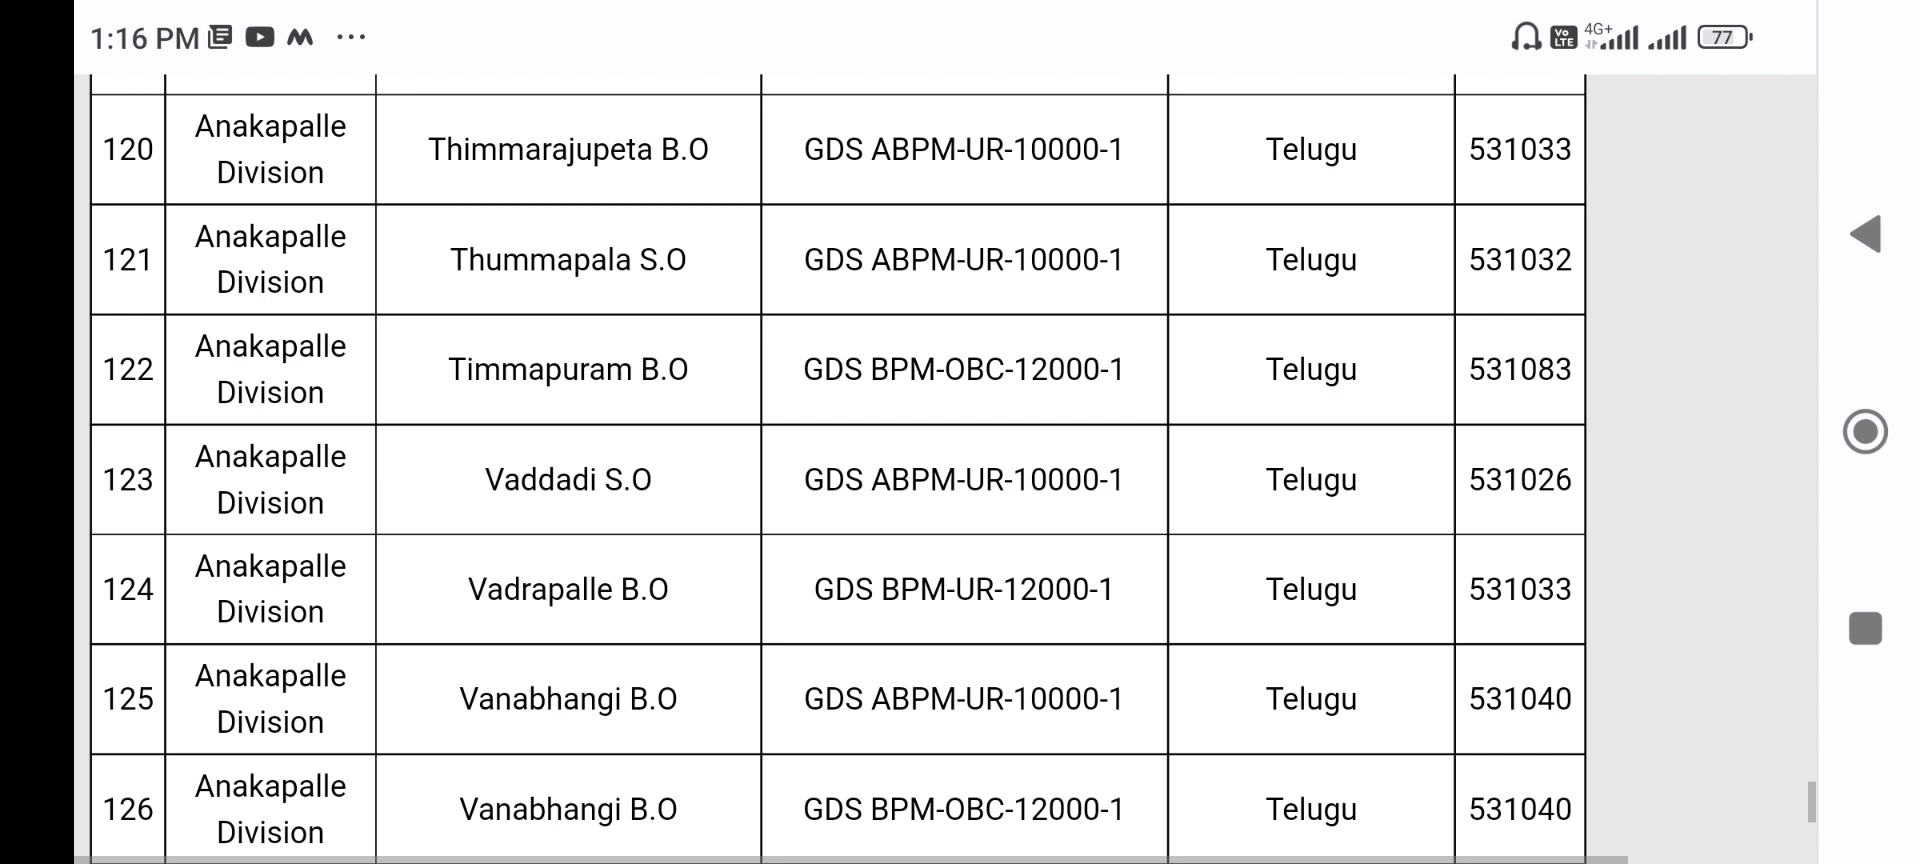 1:16 PM
Vo LTE 4G+ 77
120 Anakapalle Division Thimmarajupeta B.O GDS ABPM-UR-10000-1 Telugu 531033
121 Anakapalle Division Thummapala S.O GDS ABPM-UR-10000-1 Telugu 531032
122 Anakapalle Division Timmapuram B.O GDS BPM-OBC-12000-1 Telugu 531083
123 Anakapalle Division Vaddadi S.O GDS ABPM-UR-10000-1 Telugu 531026
124 Anakapalle Division Vadrapalle B.O GDS BPM-UR-12000-1 Telugu 531033
125 Anakapalle Division Vanabhangi B.O GDS ABPM-UR-10000-1 Telugu 531040
126 Anakapalle Division Vanabhangi B.O GDS BPM-OBC-12000-1 Telugu 531040